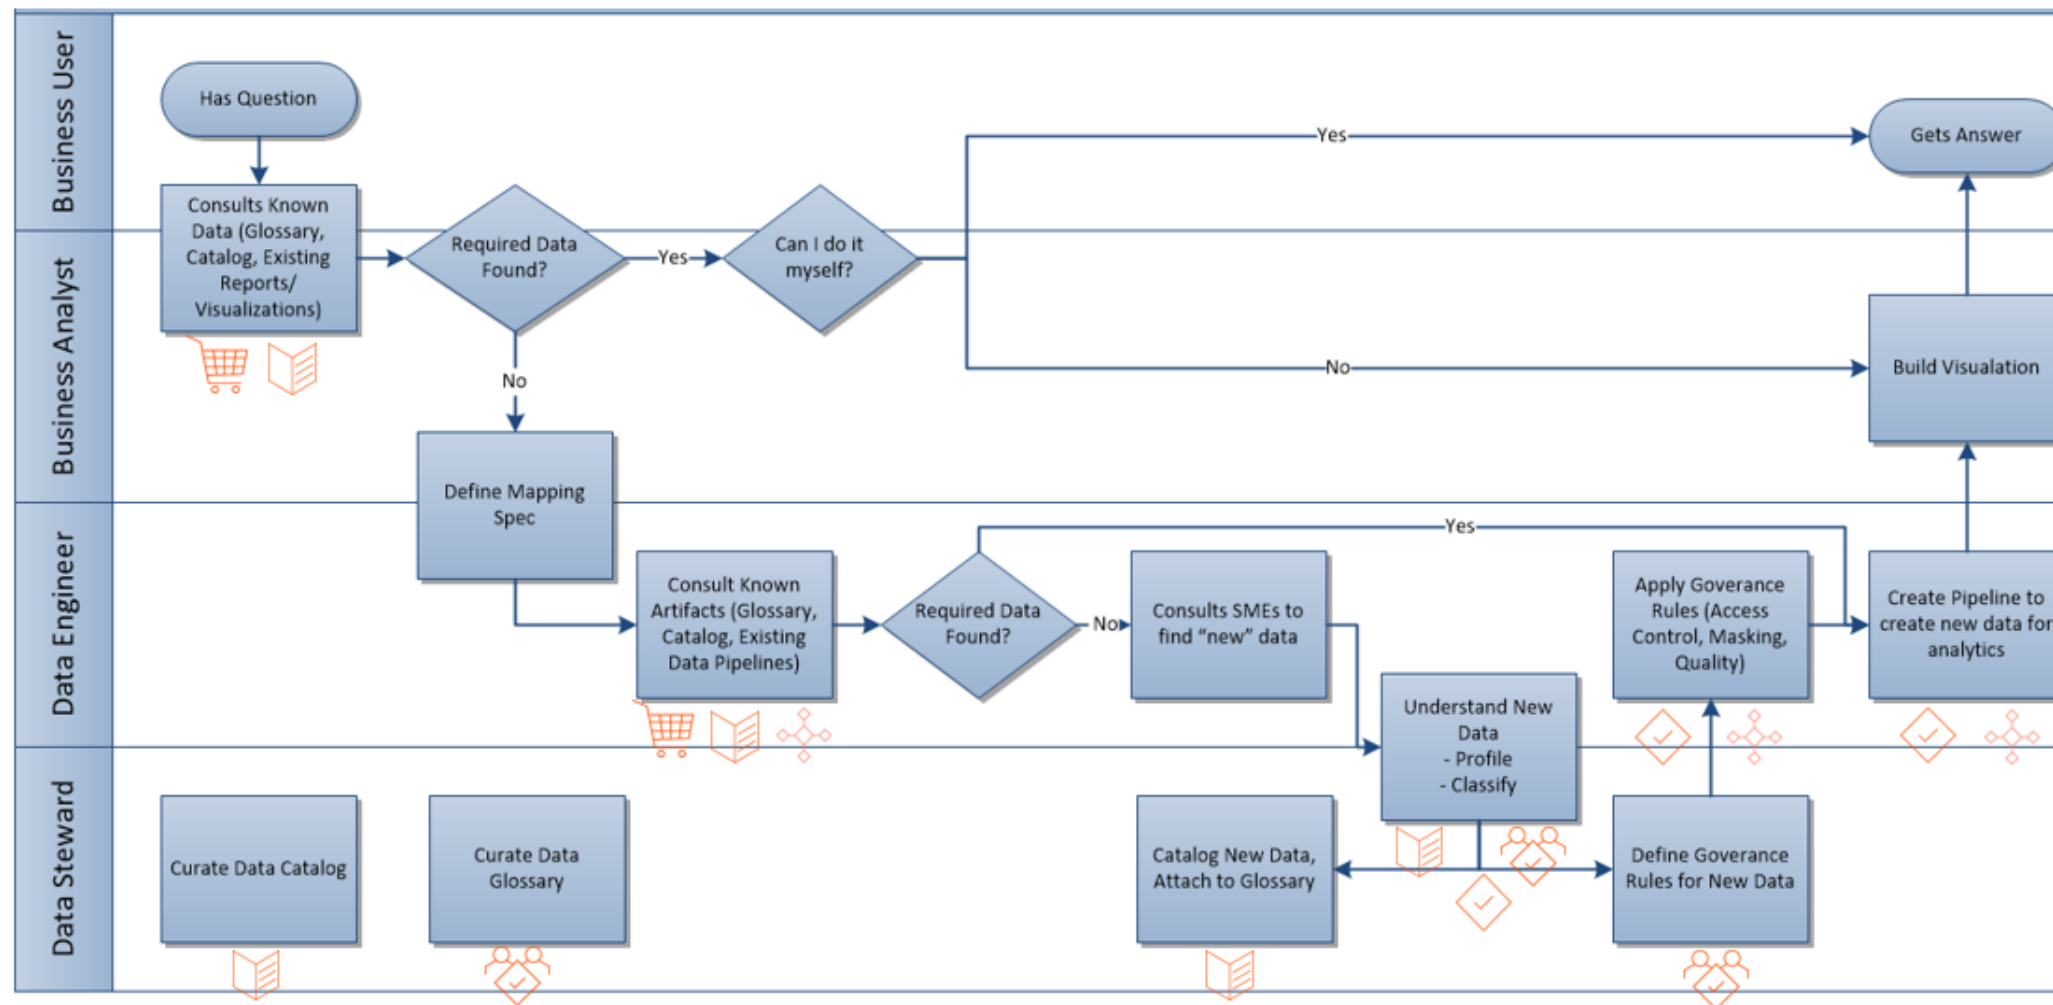 Business User
Has Question
Consults Known
Data (Glossary,
Catalog, Existing
Reports/
Visualizations)
Required Data
Found?
Yes
Can I do it
myself?
Yes
Gets Answer
Business Analyst
No
No
Build Visualation
Define Mapping
Spec
Data Engineer
Consult Known
Artifacts (Glossary,
Catalog, Existing
Data Pipelines)
Required Data
Found?
Yes
No
Consults SMEs to
find “new” data
Understand New
Data
- Profile
- Classify
Apply Goverance
Rules (Access
Control, Masking,
Quality)
Create Pipeline to
create new data for
analytics
Data Steward
Curate Data Catalog
Curate Data
Glossary
Catalog New Data,
Attach to Glossary
Define Goverance
Rules for New Data